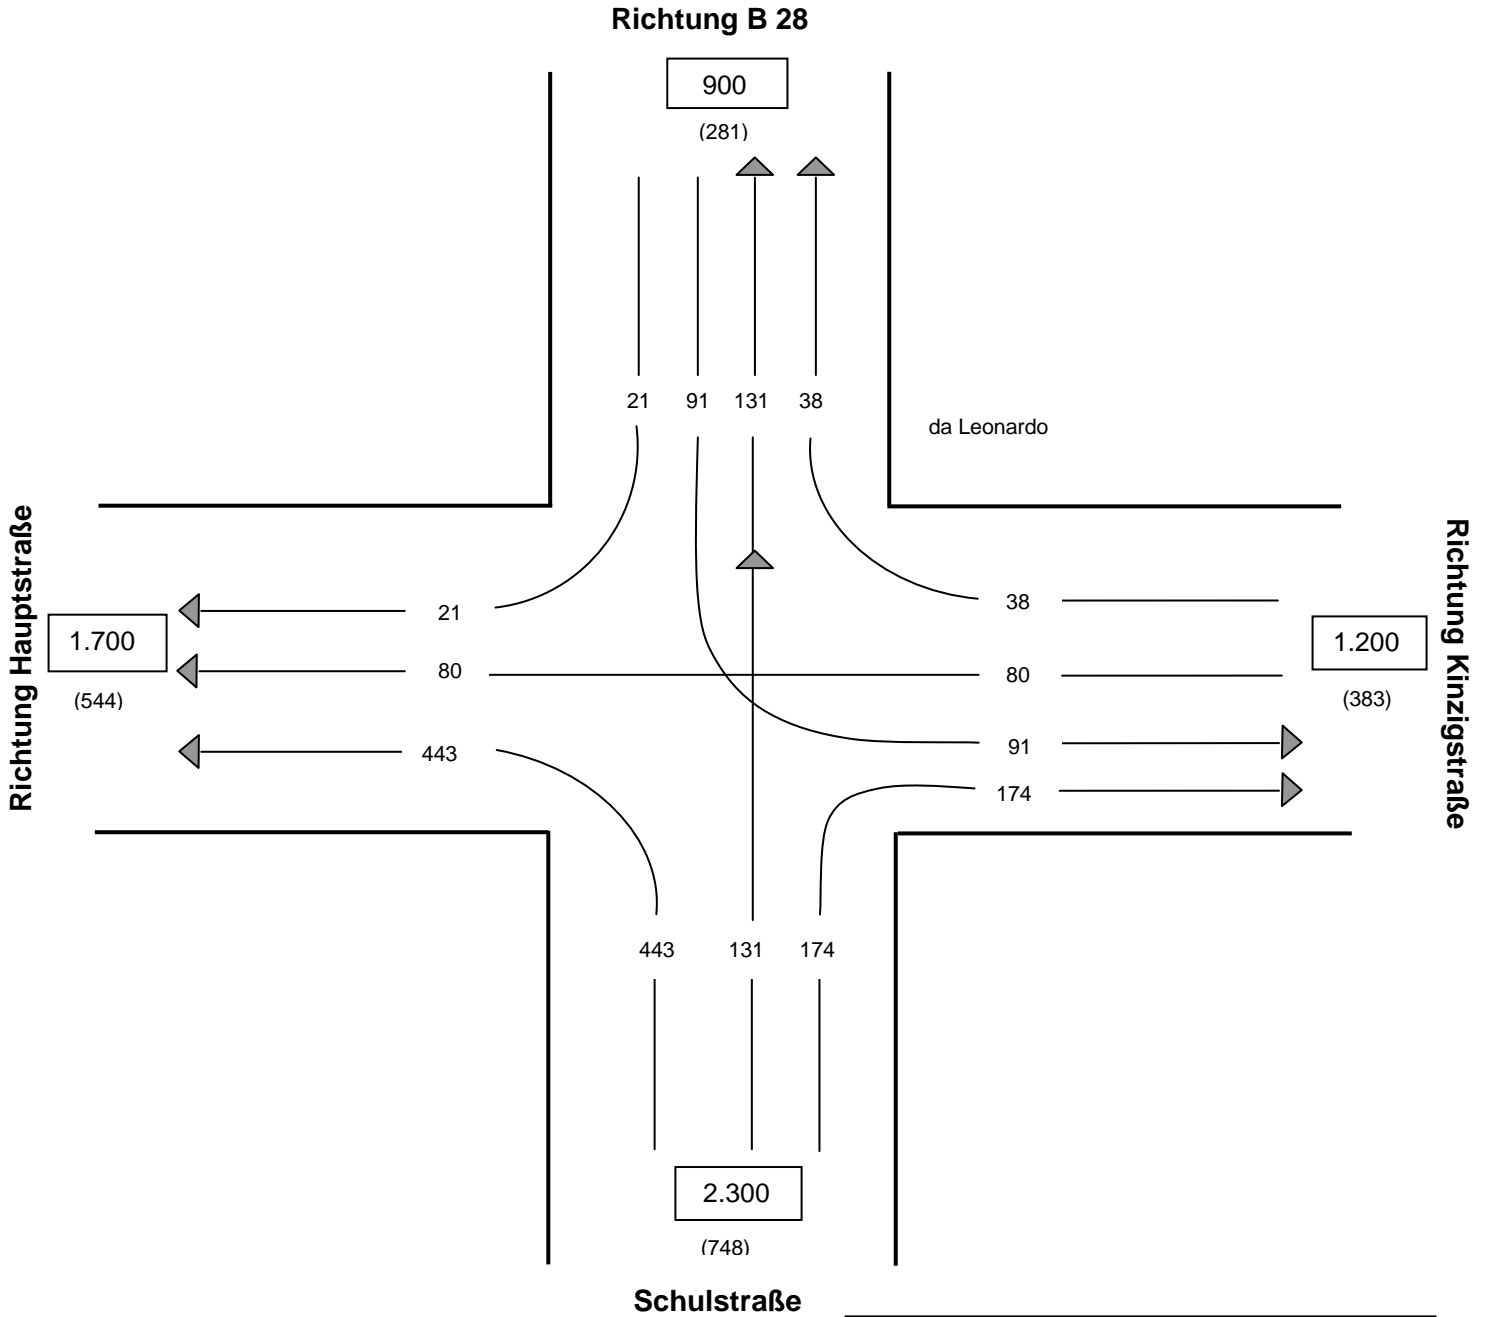 Richtung B 28
900
(281)
21 91 131 38
da Leonardo
Richtung Hauptstraße
Richtung Kinzigstraße
21
38
1.700
1.200
80
80
(544)
(383)
443
91
174
443 131 174
2.300
(748)
Schulstraße